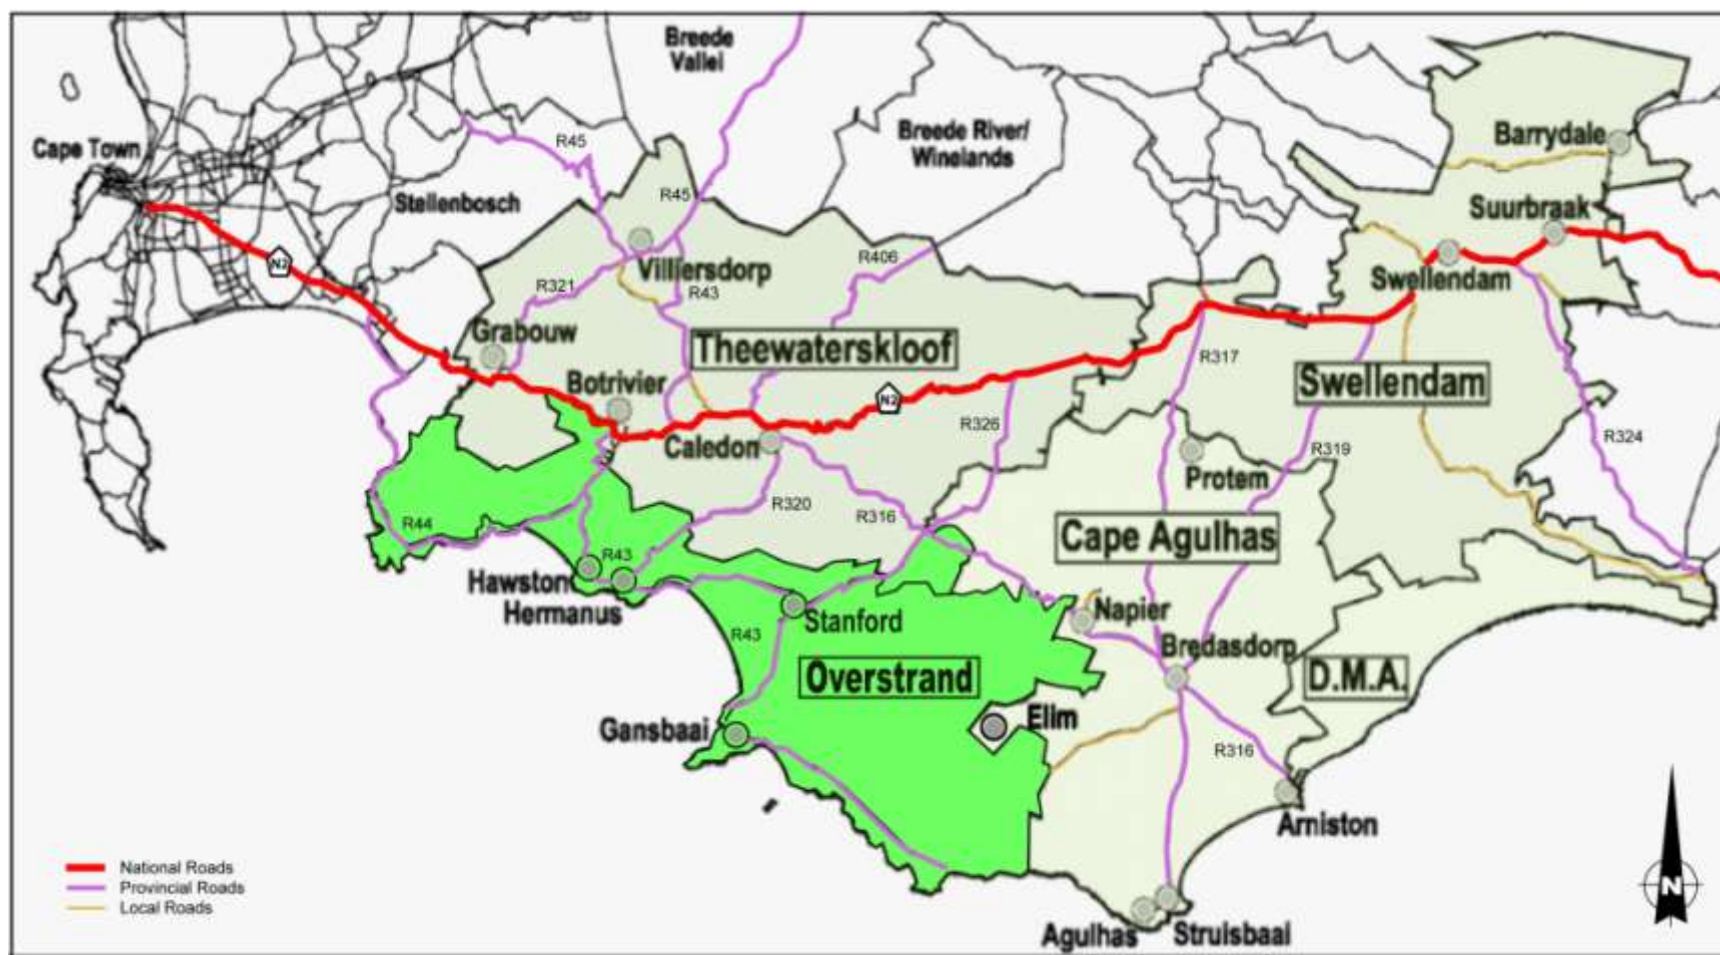 Breede
Vallei
Cape Town
R45
Breede River/
Winelands
Barrydale
Stellenbosch
R45
Suurbraak
N2
Villiersdorp
R406
Swellendam
R321
R43
Grabouw
Theewaterskloof
R317
Swellendam
Botrivier
N2
Caledon
R326
R319
R324
Protem
R320
R316
R44
Cape Agulhas
R43
Hawston
Hermanus
Stanford
Napier
R43
Bredasdorp
Overstrand
D.M.A.
Gansbaai
Elim
R316
Arniston
National Roads
Provincial Roads
Local Roads
N
Agulhas
Struisbaai